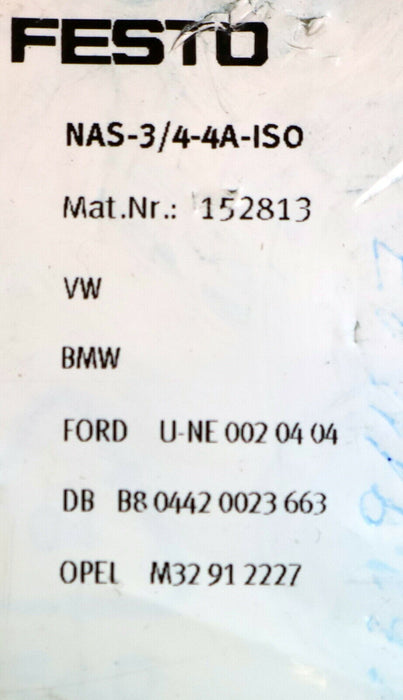 FESTO
NAS-3/4-4A-ISO
Mat.Nr.: 152813
VW
BMW
FORD U-NE 002 04 04
DB B8 0442 0023 663
OPEL M32 91 2227